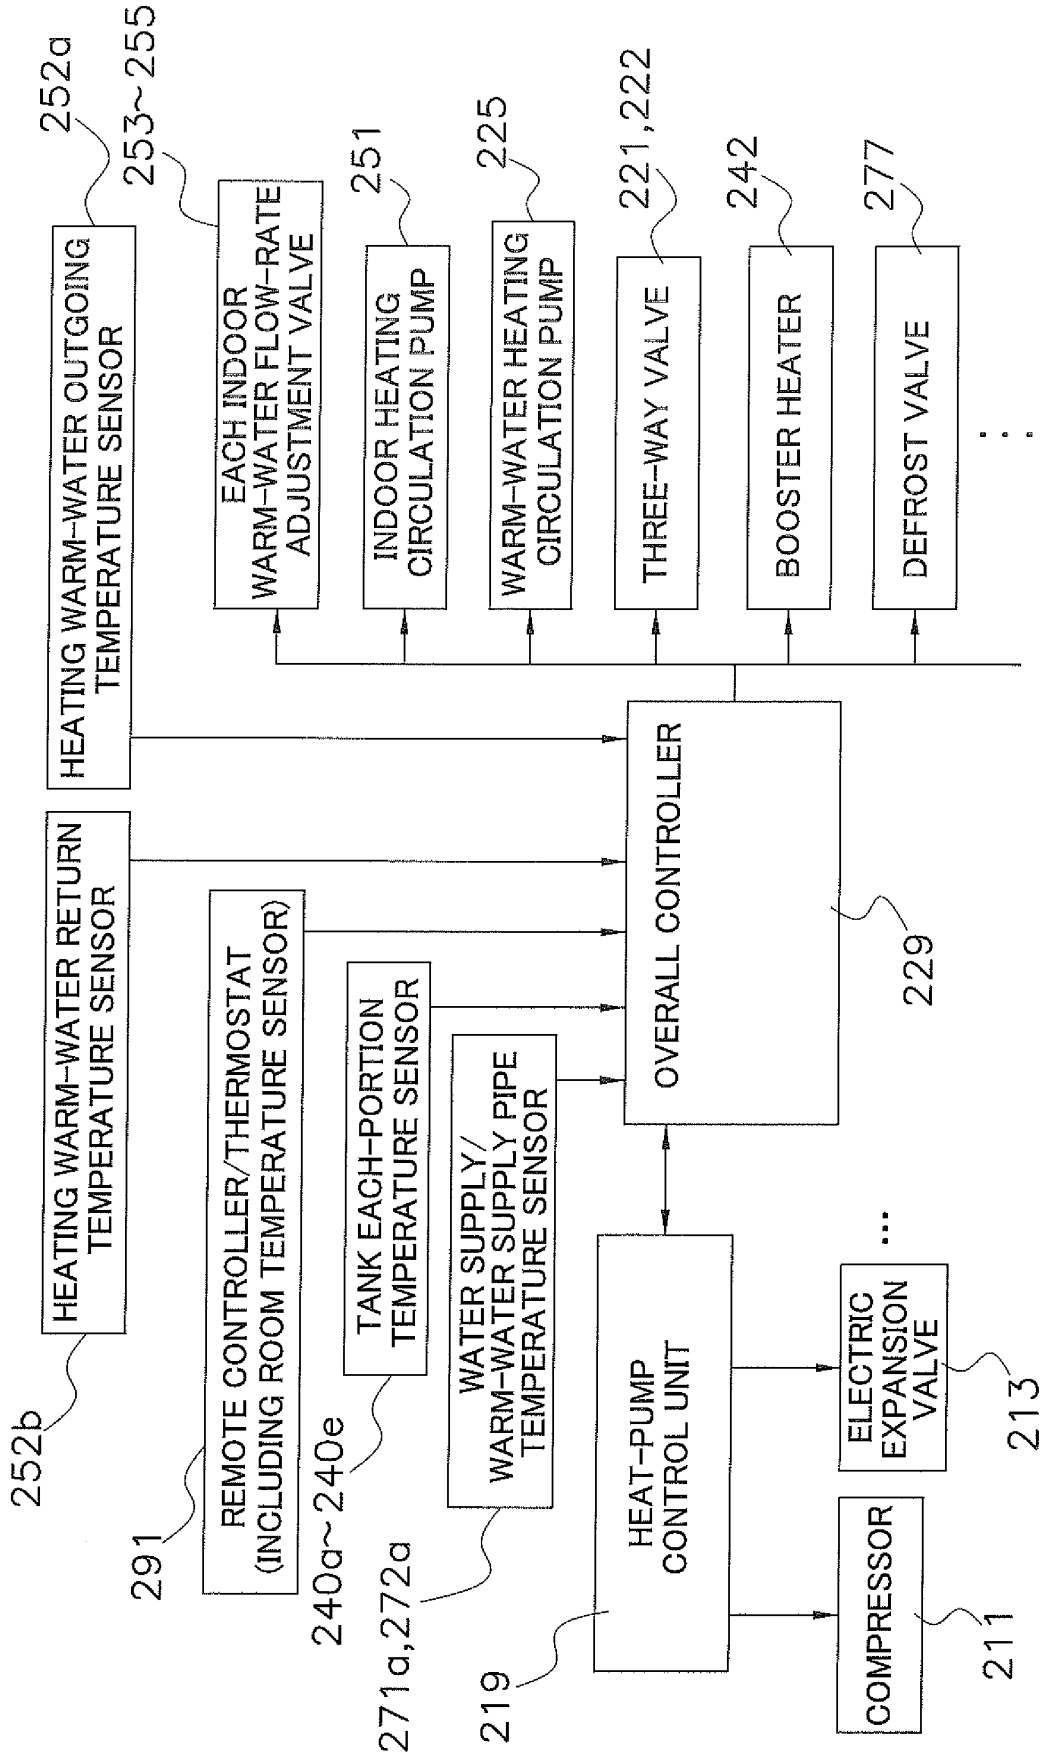 252b
HEATING WARM-WATER RETURN
TEMPERATURE SENSOR
HEATING WARM-WATER OUTGOING
TEMPERATURE SENSOR
252a
291
REMOTE CONTROLLER/THERMOSTAT
(INCLUDING ROOM TEMPERATURE SENSOR)
253~255
EACH INDOOR
WARM-WATER FLOW-RATE
ADJUSTMENT VALVE
240a~240e
TANK EACH-PORTION
TEMPERATURE SENSOR
INDOOR HEATING
CIRCULATION PUMP
251
271a,272a
WATER SUPPLY/
WARM-WATER SUPPLY PIPE
TEMPERATURE SENSOR
WARM-WATER HEATING
CIRCULATION PUMP
225
219
HEAT-PUMP
CONTROL UNIT
OVERALL CONTROLLER
229
THREE-WAY VALVE
221,222
BOOSTER HEATER
242
COMPRESSOR
211
ELECTRIC
EXPANSION
VALVE
213
...
DEFROST VALVE
277
...